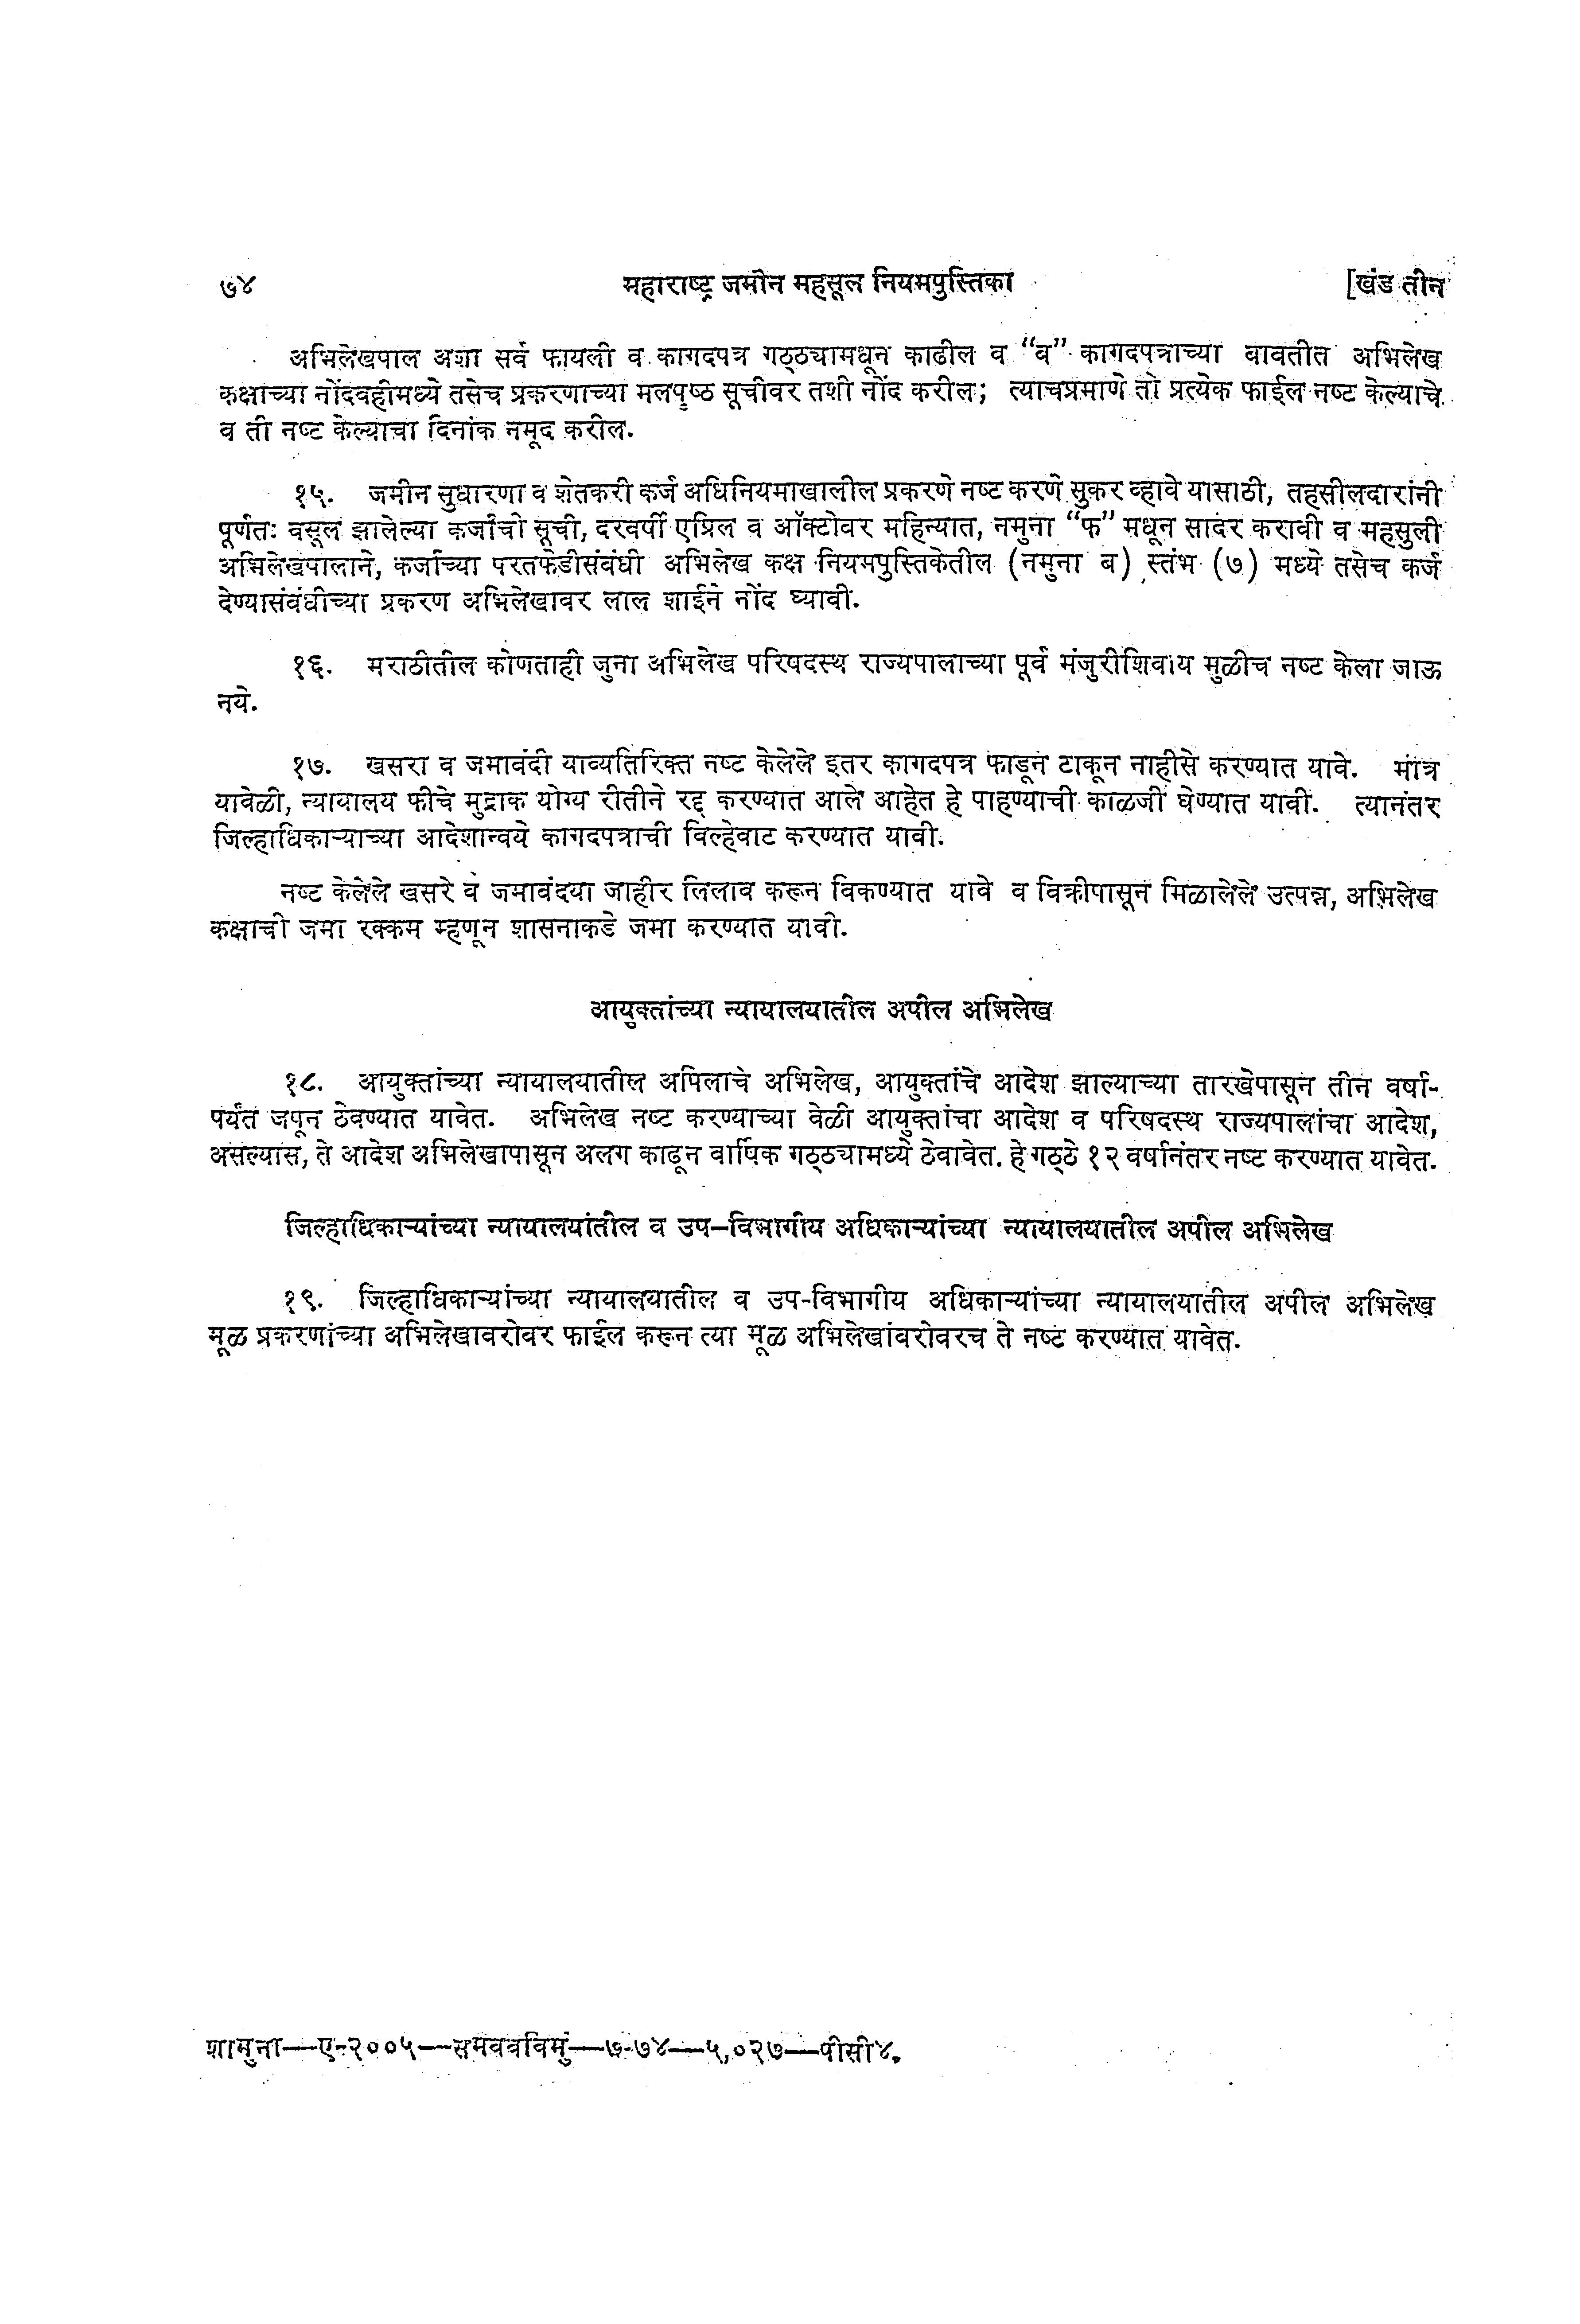 ७४ महाराष्ट्र जमीन महसूल नियमपुस्तिका [खंड तीन
अभिलेखपाल अशा सर्व फायली व कागदपत्र गठ्ठ्यामधून काढील व “ब” कागदपत्राच्या बाबतीत अभिलेख
कक्षाच्या नोंदवहीमध्ये तसेच प्रकरणाच्या मलपृष्ठ सूचीवर तशी नोंद करील; त्याचप्रमाणे तो प्रत्येक फाईल नष्ट केल्याचे
व ती नष्ट केल्याचा दिनांक नमूद करील.
१५. जमीन सुधारणा व शेतकरी कर्ज अधिनियमाखालील प्रकरणे नष्ट करणे सुकर व्हावे यासाठी, तहसीलदारांनी
पूर्णतः वसूल झालेल्या कर्जाची सूची, दरवर्षी एप्रिल व ऑक्टोबर महिन्यात, नमुना “फ” मधून सादर करावी व महसुली
अभिलेखपालाने, कर्जाच्या परतफेडीसंबंधी अभिलेख कक्ष नियमपुस्तिकेतील (नमुना ब) स्तंभ (७) मध्ये तसेच कर्ज
देण्यासंबंधीच्या प्रकरण अभिलेखावर लाल शाईने नोंद घ्यावी.
१६. मराठीतील कोणताही जुना अभिलेख परिषदस्थ राज्यपालाच्या पूर्व मंजुरीशिवाय मुळीच नष्ट केला जाऊ
नये.
१७. खसरा व जमाबंदी याव्यतिरिक्त नष्ट केलेले इतर कागदपत्र फाडून टाकून नाहीसे करण्यात यावे. मात्र
यावेळी, न्यायालय फीचे मुद्रांक योग्य रीतीने रद्द करण्यात आले आहेत हे पाहण्याची काळजी घेण्यात यावी. त्यानंतर
जिल्हाधिकाऱ्याच्या आदेशान्वये कागदपत्राची विल्हेवाट करण्यात यावी.
नष्ट केलेले खसरे व जमाबंदया जाहीर लिलाव करून विकण्यात यावे व विक्रीपासून मिळालेले उत्पन्न, अभिलेख
कक्षाची जमा रक्कम म्हणून शासनाकडे जमा करण्यात यावी.
आयुक्तांच्या न्यायालयातील अपील अभिलेख
१८. आयुक्तांच्या न्यायालयातील अपिलाचे अभिलेख, आयुक्तांचे आदेश झाल्याच्या तारखेपासून तीन वर्षा-
पर्यंत जपून ठेवण्यात यावेत. अभिलेख नष्ट करण्याच्या वेळी आयुक्तांचा आदेश व परिषदस्थ राज्यपालांचा आदेश,
असल्यास, ते आदेश अभिलेखापासून अलग काढून वार्षिक गठ्ठ्यामध्ये ठेवावेत. हे गठ्ठे १२ वर्षानंतर नष्ट करण्यात यावेत.
जिल्हाधिकाऱ्यांच्या न्यायालयांतील व उप–विभागीय अधिकाऱ्यांच्या न्यायालयातील अपील अभिलेख
१९. जिल्हाधिकाऱ्यांच्या न्यायालयातील व उप-विभागीय अधिकाऱ्यांच्या न्यायालयातील अपील अभिलेख
मूळ प्रकरणांच्या अभिलेखाबरोबर फाईल करून त्या मूळ अभिलेखांबरोबरच ते नष्ट करण्यात यावेत.
शामुना—ए-२००५—समववविमुं—७-७४—५,०२७—पीसी४.